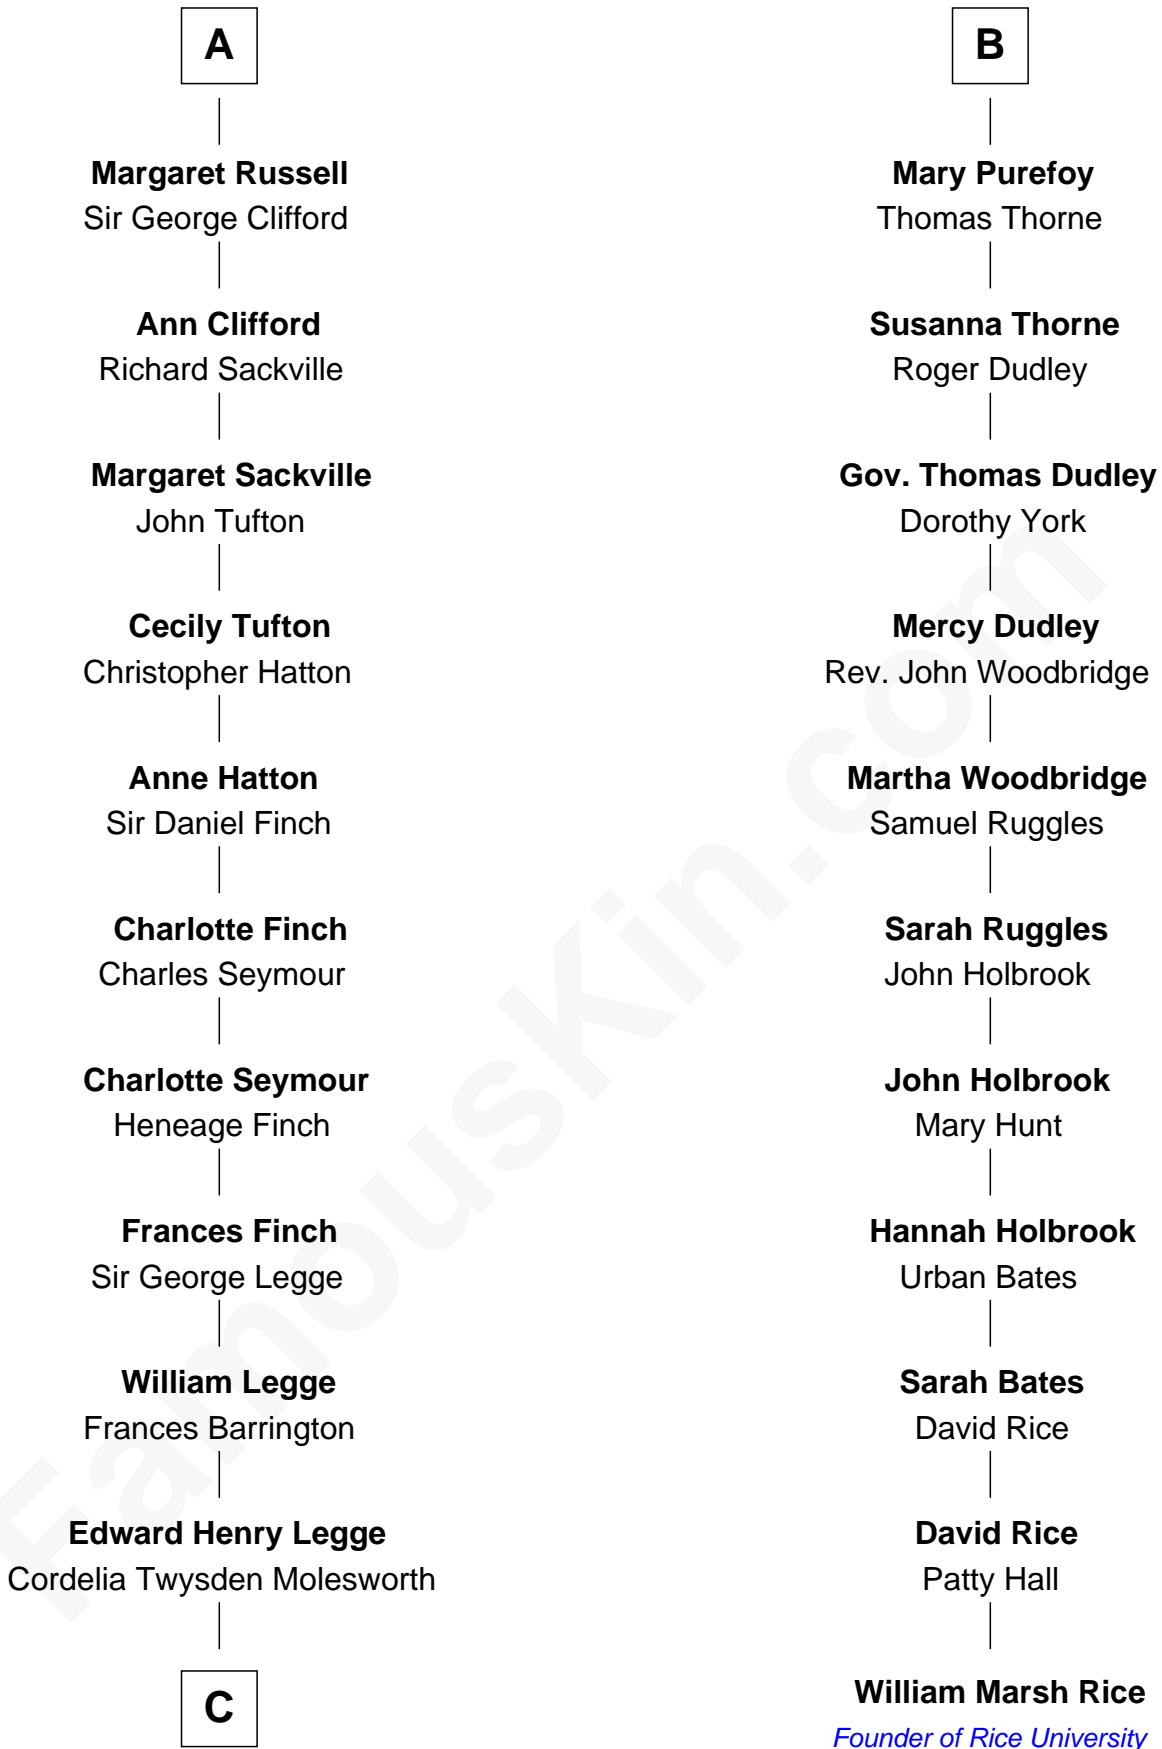 A
Margaret Russell
Sir George Clifford
Ann Clifford
Richard Sackville
Margaret Sackville
John Tufton
Cecily Tufton
Christopher Hatton
Anne Hatton
Sir Daniel Finch
Charlotte Finch
Charles Seymour
Charlotte Seymour
Heneage Finch
Frances Finch
Sir George Legge
William Legge
Frances Barrington
Edward Henry Legge
Cordelia Twysden Molesworth
C
B
Mary Purefoy
Thomas Thorne
Susanna Thorne
Roger Dudley
Gov. Thomas Dudley
Dorothy York
Mercy Dudley
Rev. John Woodbridge
Martha Woodbridge
Samuel Ruggles
Sarah Ruggles
John Holbrook
John Holbrook
Mary Hunt
Hannah Holbrook
Urban Bates
Sarah Bates
David Rice
David Rice
Patty Hall
William Marsh Rice
Founder of Rice University
FamousKin.com